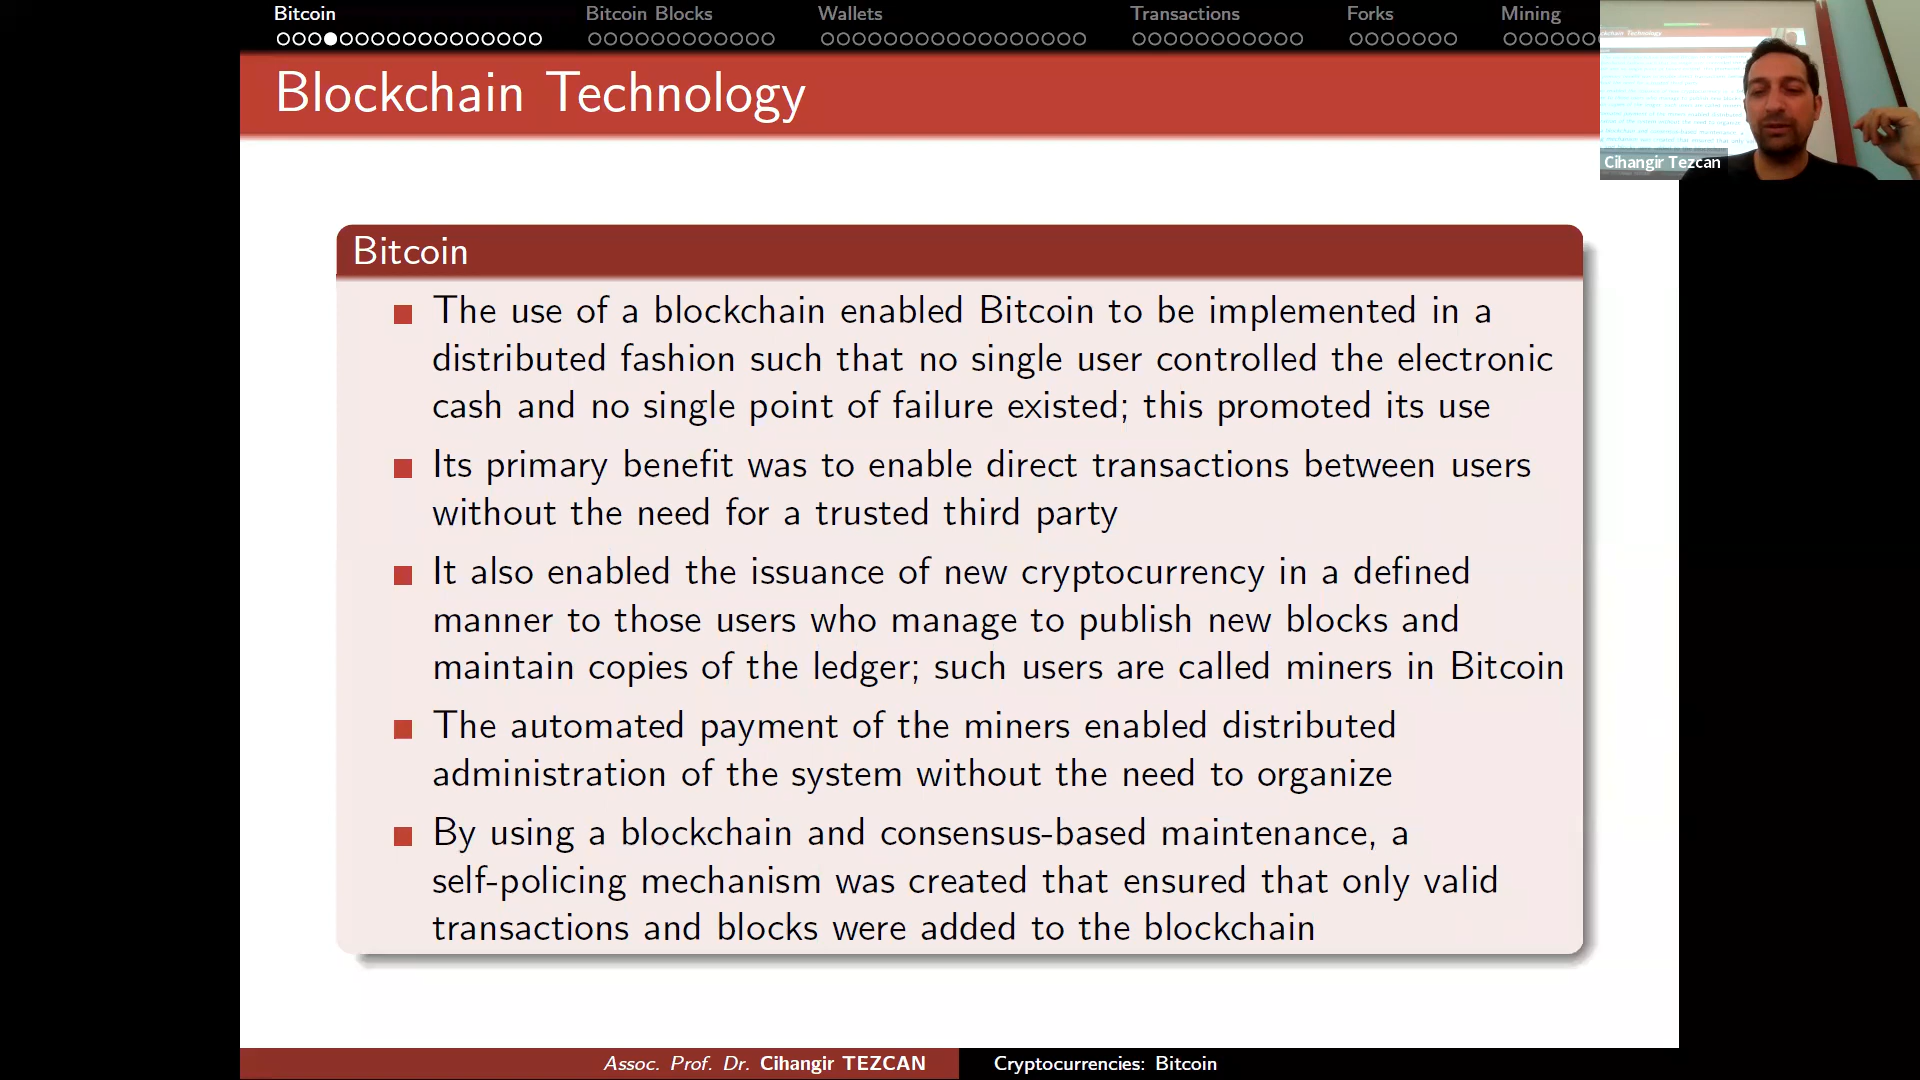 Bitcoin
Bitcoin Blocks
Wallets
Transactions
Forks
Mining
Blockchain Technology
Cihangir Tezcan
Bitcoin
The use of a blockchain enabled Bitcoin to be implemented in a
distributed fashion such that no single user controlled the electronic
cash and no single point of failure existed; this promoted its use
Its primary benefit was to enable direct transactions between users
without the need for a trusted third party
It also enabled the issuance of new cryptocurrency in a defined
manner to those users who manage to publish new blocks and
maintain copies of the ledger; such users are called miners in Bitcoin
The automated payment of the miners enabled distributed
administration of the system without the need to organize
By using a blockchain and consensus-based maintenance, a
self-policing mechanism was created that ensured that only valid
transactions and blocks were added to the blockchain
Assoc. Prof. Dr. Cihangir TEZCAN
Cryptocurrencies: Bitcoin